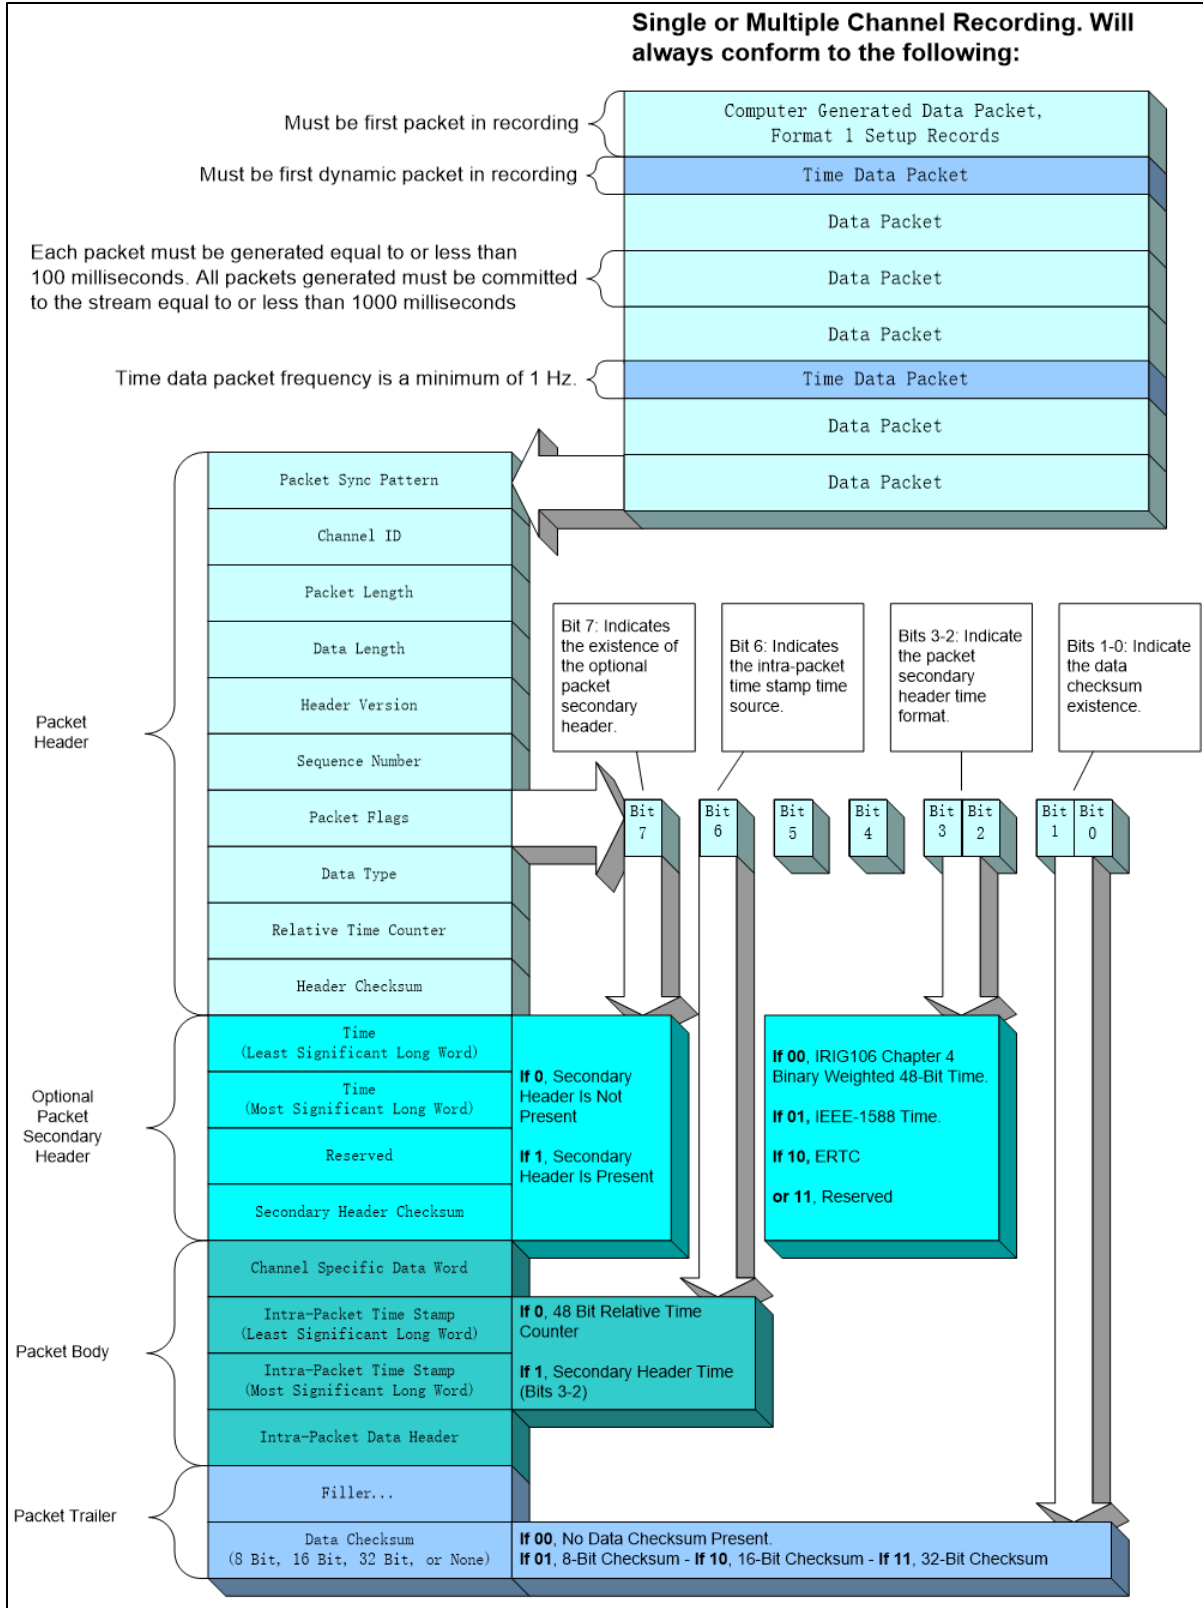 Single or Multiple Channel Recording. Will
always conform to the following:
Must be first packet in recording
Computer Generated Data Packet,
Format 1 Setup Records
Must be first dynamic packet in recording
Time Data Packet
Data Packet
Each packet must be generated equal to or less than
100 milliseconds. All packets generated must be committed
to the stream equal to or less than 1000 milliseconds
Data Packet
Data Packet
Time data packet frequency is a minimum of 1 Hz.
Time Data Packet
Data Packet
Data Packet
Packet
Header
Packet Sync Pattern
Channel ID
Packet Length
Data Length
Header Version
Sequence Number
Packet Flags
Data Type
Relative Time Counter
Header Checksum
Bit 7: Indicates
the existence of
the optional
packet
secondary
header.
Bit 6: Indicates
the intra-packet
time stamp time
source.
Bits 3-2: Indicate
the packet
secondary
header time
format.
Bits 1-0: Indicate
the data
checksum
existence.
Bit
7
Bit
6
Bit
5
Bit
4
Bit
3
Bit
2
Bit
1
Bit
0
Optional
Packet
Secondary
Header
Time
(Least Significant Long Word)
Time
(Most Significant Long Word)
Reserved
Secondary Header Checksum
If 0, Secondary
Header Is Not
Present
If 1, Secondary
Header Is Present
If 00, IRIG106 Chapter 4
Binary Weighted 48-Bit Time.
If 01, IEEE-1588 Time.
If 10, ERTC
or 11, Reserved
Packet Body
Channel Specific Data Word
Intra-Packet Time Stamp
(Least Significant Long Word)
Intra-Packet Time Stamp
(Most Significant Long Word)
Intra-Packet Data Header
If 0, 48 Bit Relative Time
Counter
If 1, Secondary Header Time
(Bits 3-2)
Packet Trailer
Filler...
Data Checksum
(8 Bit, 16 Bit, 32 Bit, or None)
If 00, No Data Checksum Present.
If 01, 8-Bit Checksum - If 10, 16-Bit Checksum - If 11, 32-Bit Checksum